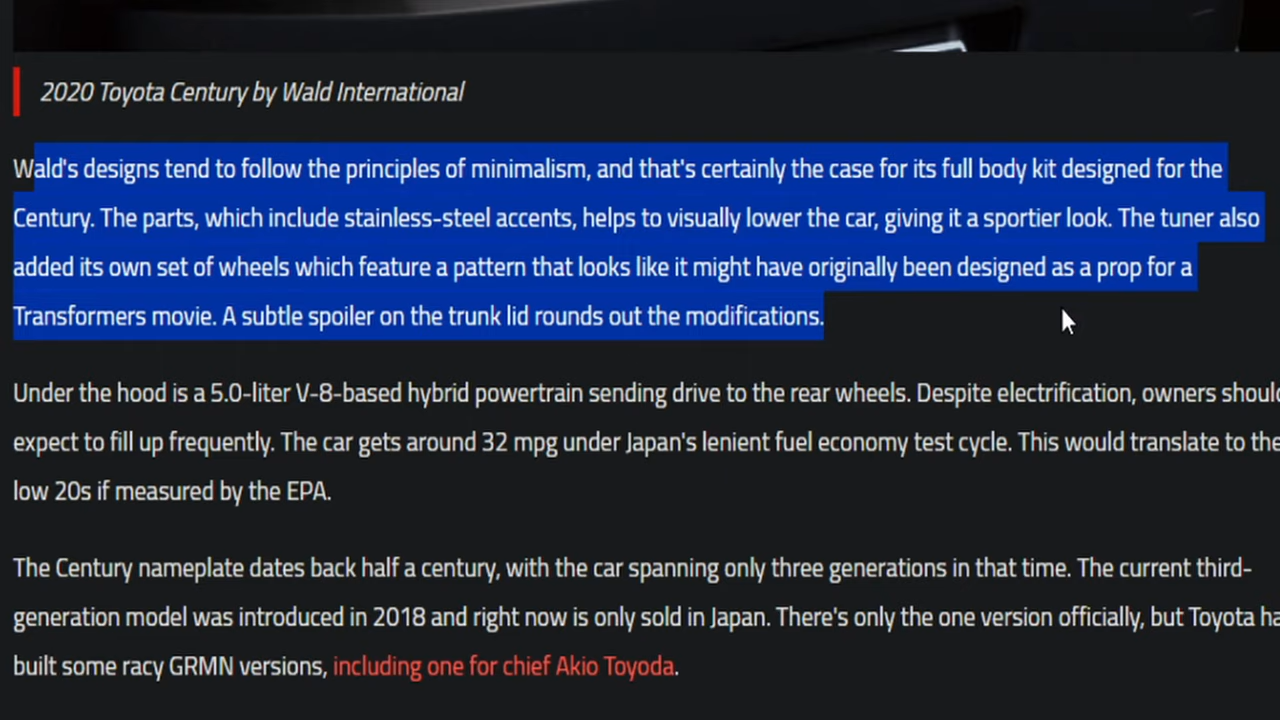 2020 Toyota Century by Wald International
Wald's designs tend to follow the principles of minimalism, and that's certainly the case for its full body kit designed for the
Century. The parts, which include stainless-steel accents, helps to visually lower the car, giving it a sportier look. The tuner also
added its own set of wheels which feature a pattern that looks like it might have originally been designed as a prop for a
Transformers movie. A subtle spoiler on the trunk lid rounds out the modifications.
Under the hood is a 5.0-liter V-8-based hybrid powertrain sending drive to the rear wheels. Despite electrification, owners should
expect to fill up frequently. The car gets around 32 mpg under Japan's lenient fuel economy test cycle. This would translate to the
low 20s if measured by the EPA.
The Century nameplate dates back half a century, with the car spanning only three generations in that time. The current third-
generation model was introduced in 2018 and right now is only sold in Japan. There's only the one version officially, but Toyota ha
built some racy GRMN versions, including one for chief Akio Toyoda.